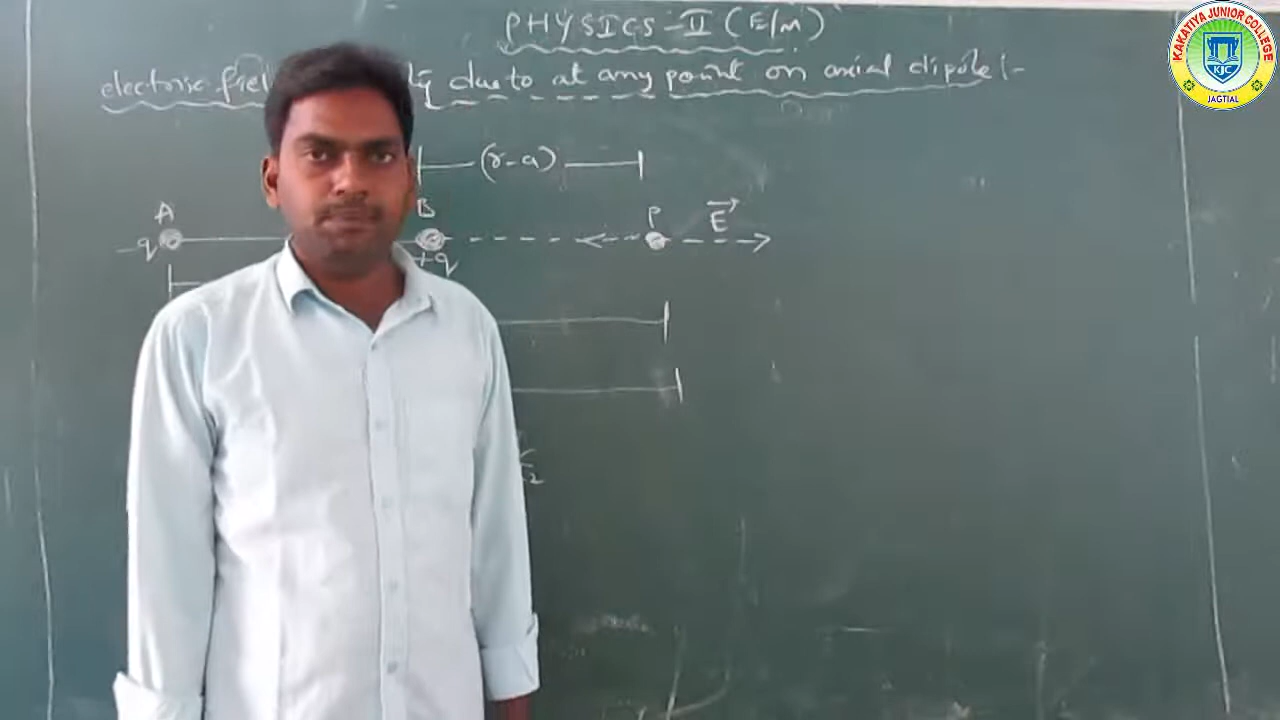 PHYSICS-II (E/M)
electric field due to at any point on axial dipole :-
(r-a)
A B P E
-q +q
KAKATIYA JUNIOR COLLEGE
KJC
JAGTIAL